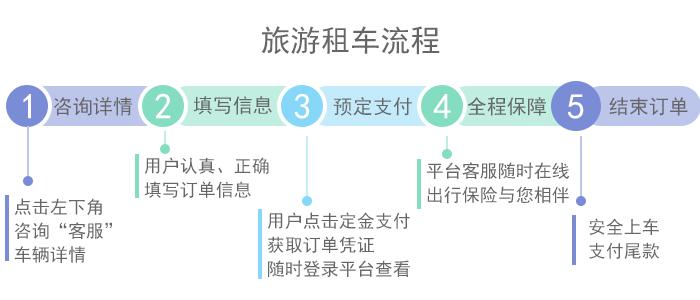 旅游租车流程
1 咨询详情 2 填写信息 3 预定支付 4 全程保障 5 结束订单
点击左下角
咨询“客服”
车辆详情
用户认真、正确
填写订单信息
用户点击定金支付
获取订单凭证
随时登录平台查看
平台客服随时在线
出行保险与您相伴
安全上车
支付尾款